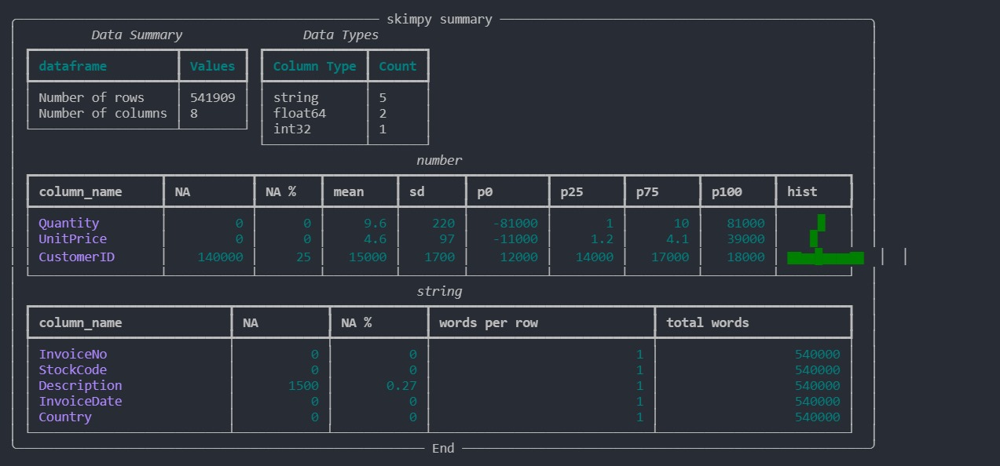 skimpy summary
Data Summary Data Types
dataframe Values Column Type Count
Number of rows 541909 string 5
Number of columns 8 float64 2
int32 1
number
column_name NA NA % mean sd p0 p25 p75 p100 hist
Quantity 0 0 9.6 220 -81000 1 10 81000
UnitPrice 0 0 4.6 97 -11000 1.2 4.1 39000
CustomerID 140000 25 15000 1700 12000 14000 17000 18000
string
column_name NA NA % words per row total words
InvoiceNo 0 0 1 540000
StockCode 0 0 1 540000
Description 1500 0.27 1 540000
InvoiceDate 0 0 1 540000
Country 0 0 1 540000
End